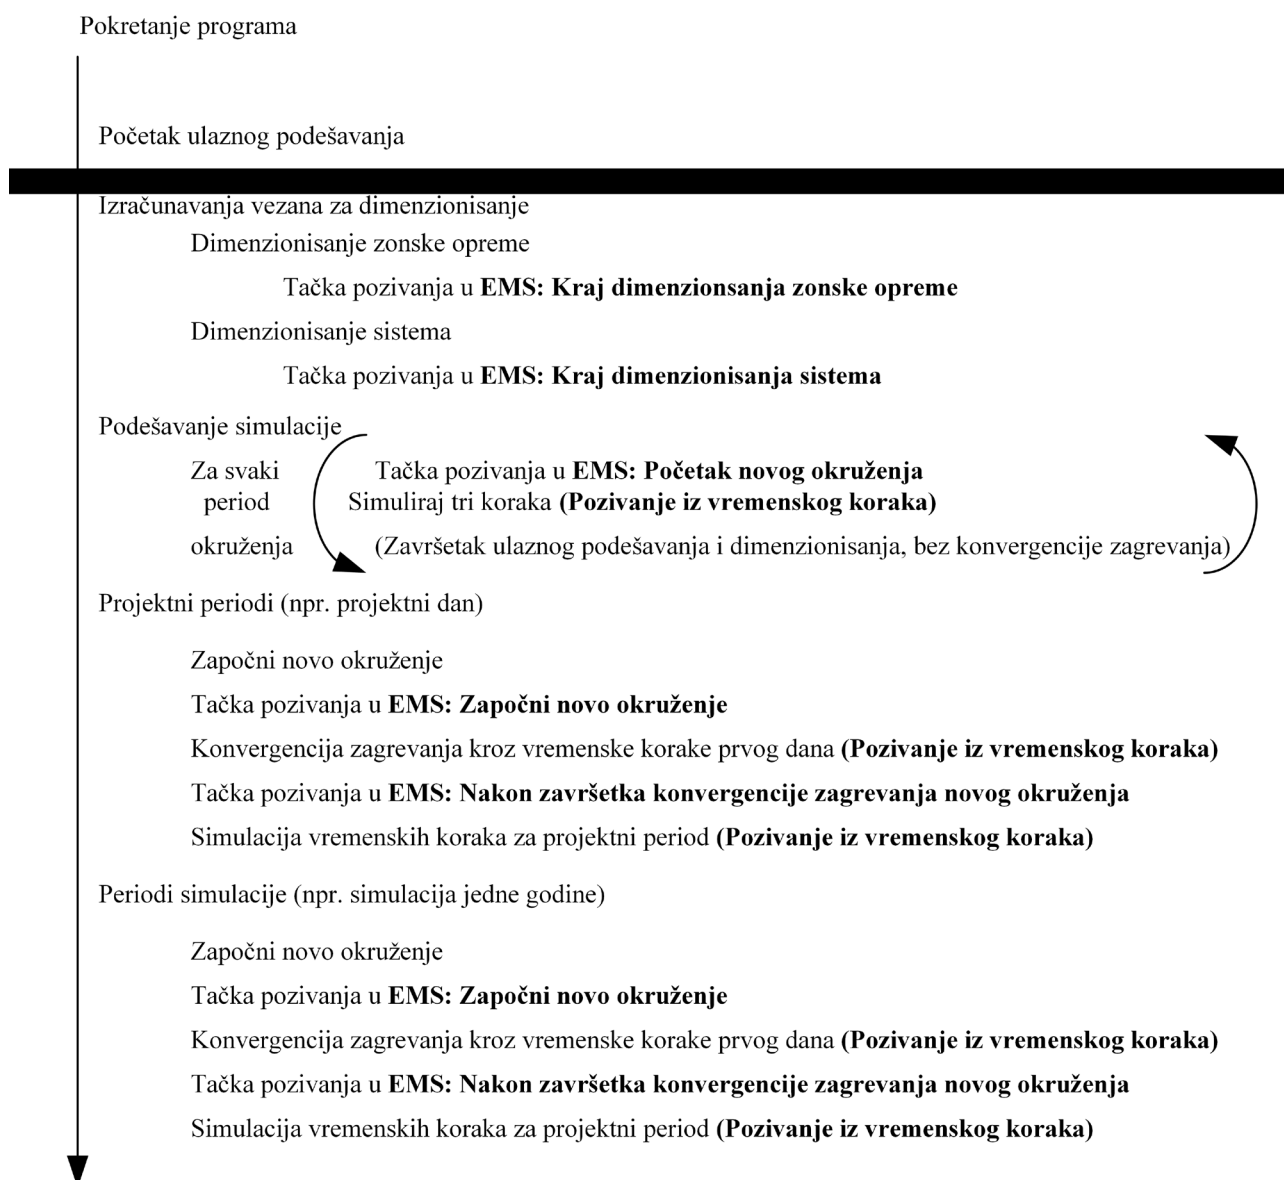 Pokretanje programa
Početak ulaznog podešavanja
Izračunavanja vezana za dimenzionisanje
Dimenzionisanje zonske opreme
Tačka pozivanja u EMS: Kraj dimenzionsanja zonske opreme
Dimenzionisanje sistema
Tačka pozivanja u EMS: Kraj dimenzionisanja sistema
Podešavanje simulacije
Za svaki Tačka pozivanja u EMS: Početak novog okruženja
period Simuliraj tri koraka (Pozivanje iz vremenskog koraka)
okruženja (Završetak ulaznog podešavanja i dimenzionisanja, bez konvergencije zagrevanja)
Projektni periodi (npr. projektni dan)
Započni novo okruženje
Tačka pozivanja u EMS: Započni novo okruženje
Konvergencija zagrevanja kroz vremenske korake prvog dana (Pozivanje iz vremenskog koraka)
Tačka pozivanja u EMS: Nakon završetka konvergencije zagrevanja novog okruženja
Simulacija vremenskih koraka za projektni period (Pozivanje iz vremenskog koraka)
Periodi simulacije (npr. simulacija jedne godine)
Započni novo okruženje
Tačka pozivanja u EMS: Započni novo okruženje
Konvergencija zagrevanja kroz vremenske korake prvog dana (Pozivanje iz vremenskog koraka)
Tačka pozivanja u EMS: Nakon završetka konvergencije zagrevanja novog okruženja
Simulacija vremenskih koraka za projektni period (Pozivanje iz vremenskog koraka)